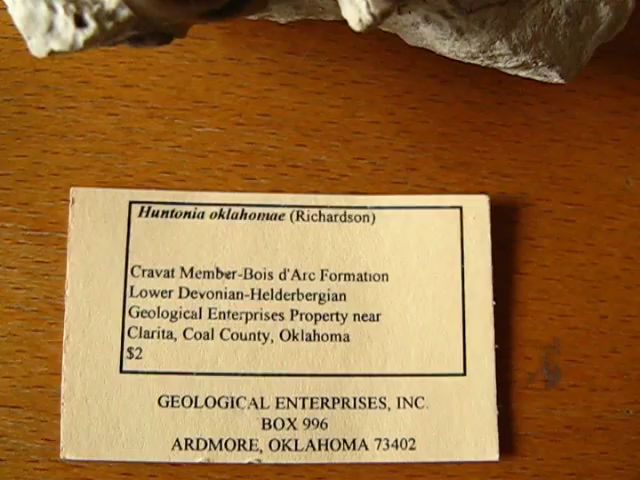 Huntonia oklahomae (Richardson)
Cravat Member-Bois d'Arc Formation
Lower Devonian-Helderbergian
Geological Enterprises Property near
Clarita, Coal County, Oklahoma
$2
GEOLOGICAL ENTERPRISES, INC.
BOX 996
ARDMORE, OKLAHOMA 73402